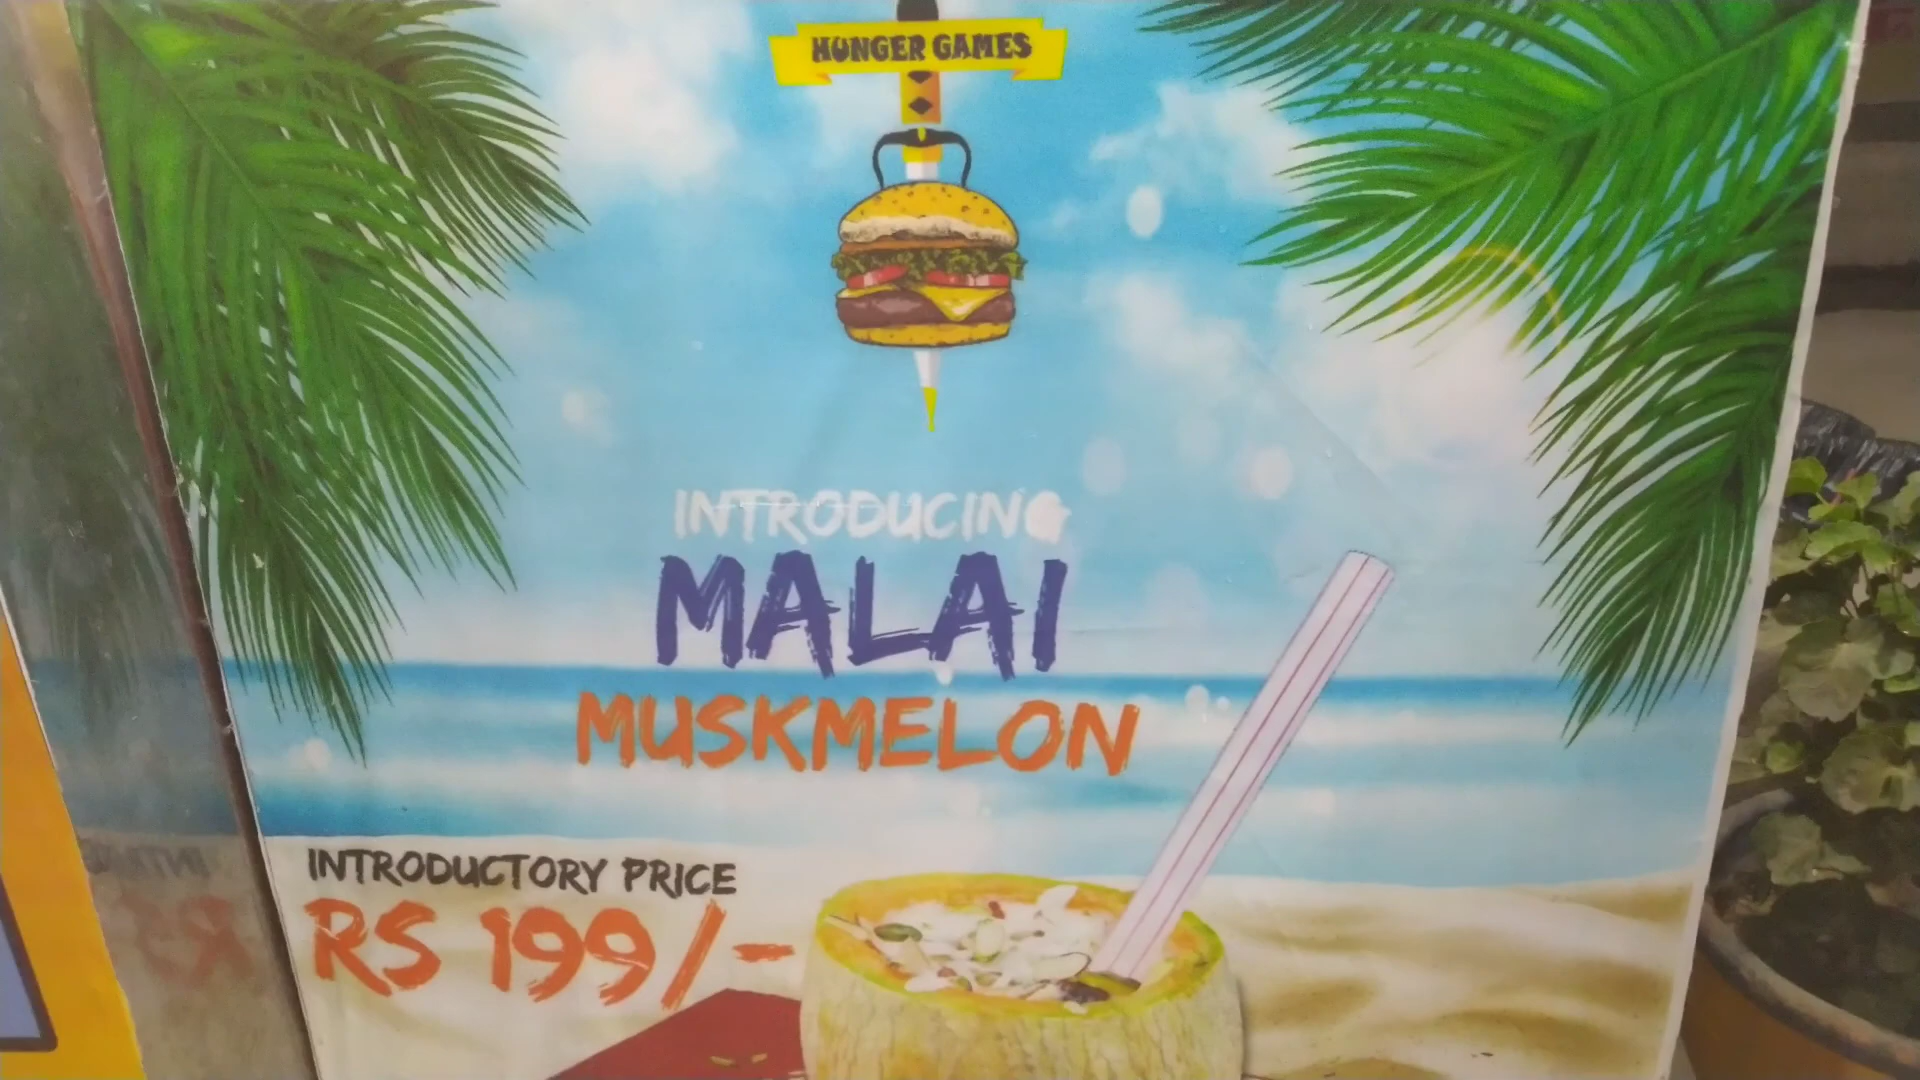 HUNGER GAMES
INTRODUCING
MALAI
MUSKMELON
INTRODUCTORY PRICE
RS 199/-